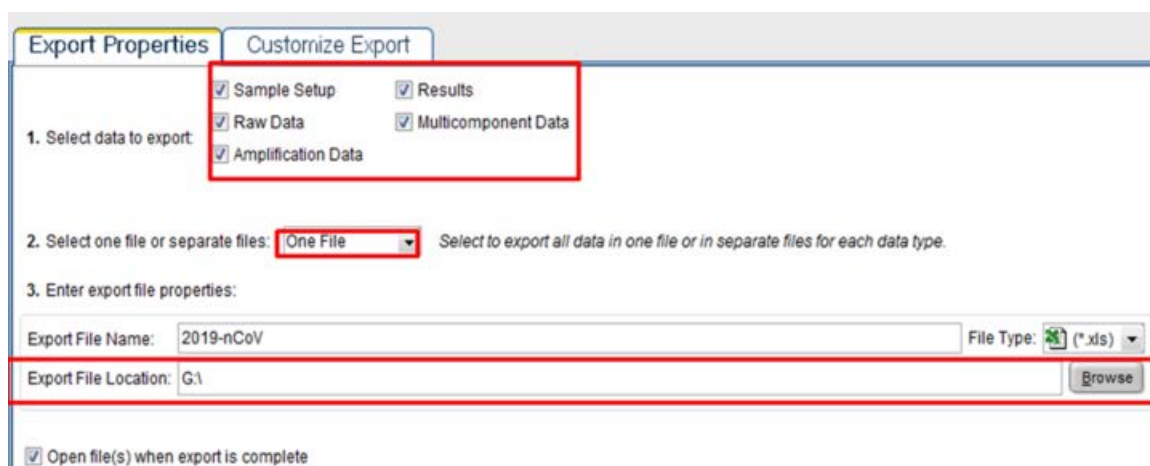 Export Properties Customize Export
Sample Setup Results
1. Select data to export: Raw Data Multicomponent Data
Amplification Data
2. Select one file or separate files: One File Select to export all data in one file or in separate files for each data type.
3. Enter export file properties:
Export File Name: 2019-nCoV File Type: (*.xls)
Export File Location: G:\ Browse
Open file(s) when export is complete